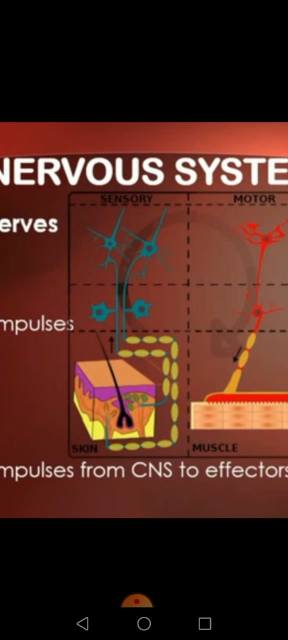 NERVOUS SYSTE
SENSORY
MOTOR
erves
mpulses
SKIN
MUSCLE
mpulses from CNS to effectors